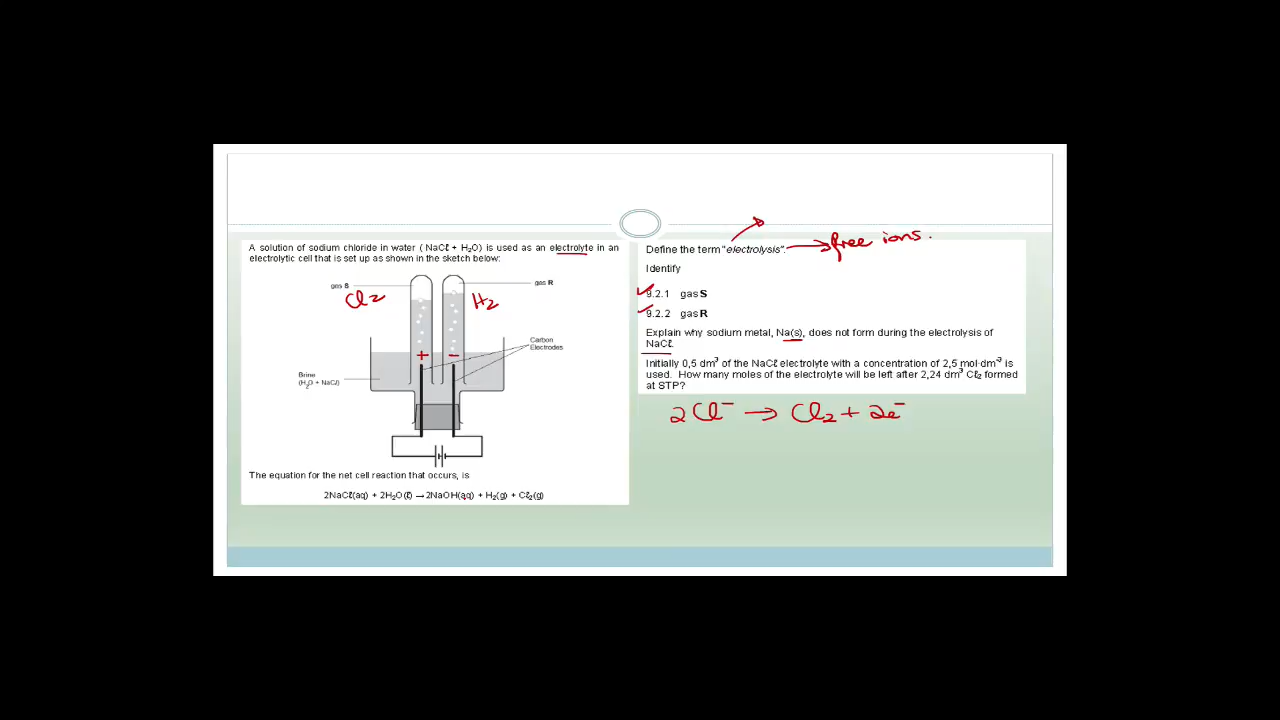 A solution of sodium chloride in water ( NaCℓ + H₂O) is used as an electrolyte in an
electrolytic cell that is set up as shown in the sketch below:
gas S
gas R
Cl₂
H₂
+ −
Carbon
Electrodes
Brine
(H₂O + NaCℓ)
The equation for the net cell reaction that occurs, is
2NaCℓ(aq) + 2H₂O(ℓ) →2NaOH(aq) + H₂(g) + Cℓ₂(g)
Define the term "electrolysis".
free ions.
Identify
9.2.1 gas S
9.2.2 gas R
Explain why sodium metal, Na(s), does not form during the electrolysis of
NaCℓ.
Initially 0,5 dm³ of the NaCℓ electrolyte with a concentration of 2,5 mol·dm⁻³ is
used. How many moles of the electrolyte will be left after 2,24 dm³ Cℓ₂ formed
at STP?
2Cl⁻ → Cl₂ + 2e⁻